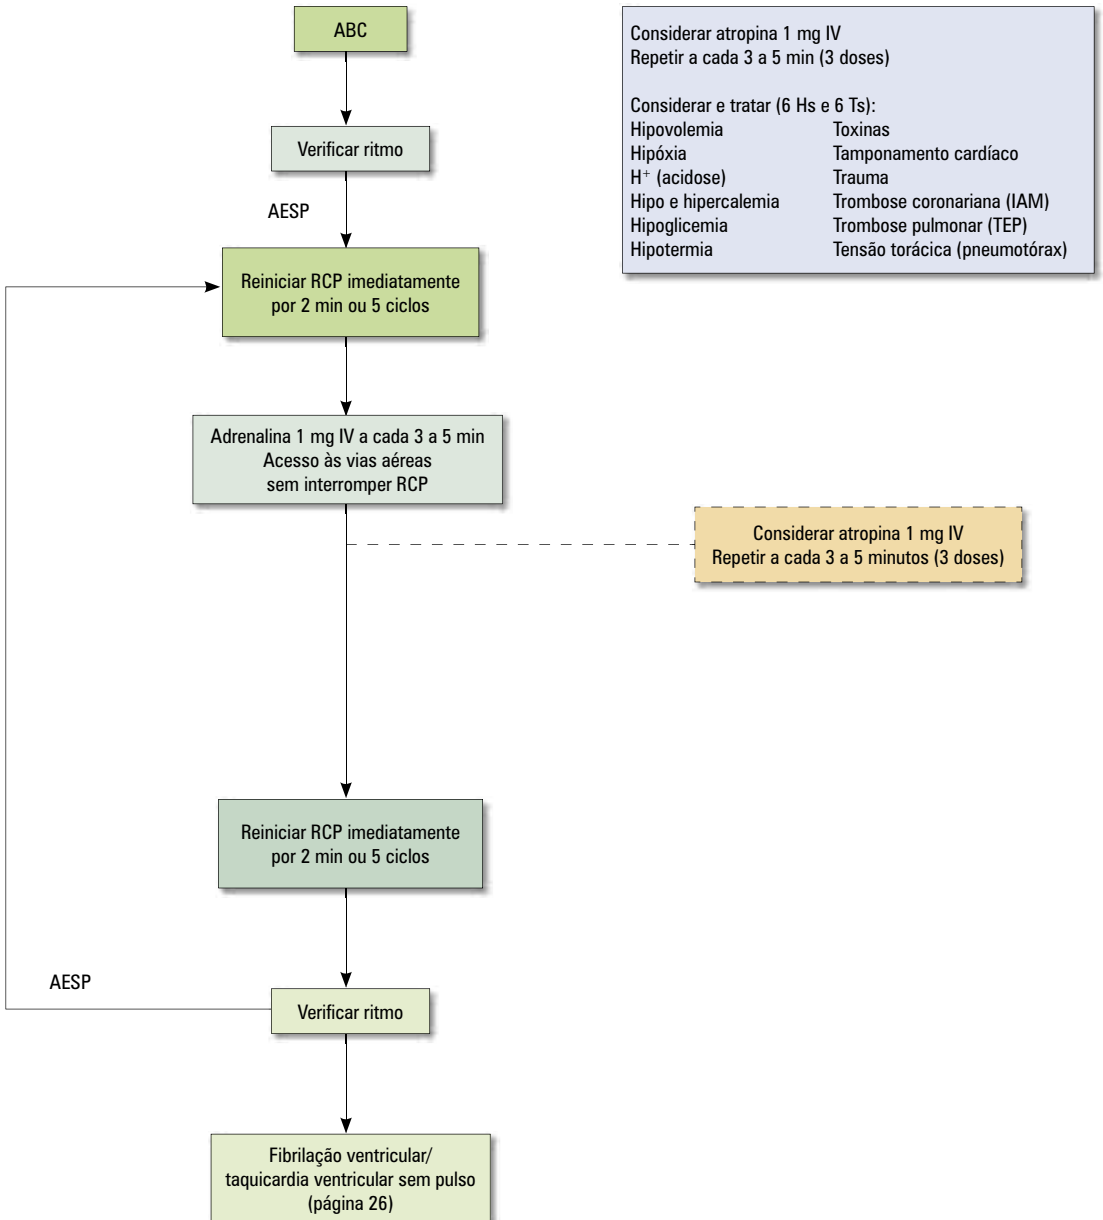 ABC
Considerar atropina 1 mg IV
Repetir a cada 3 a 5 min (3 doses)
Considerar e tratar (6 Hs e 6 Ts):
Hipovolemia Toxinas
Hipóxia Tamponamento cardíaco
H⁺ (acidose) Trauma
Hipo e hipercalemia Trombose coronariana (IAM)
Hipoglicemia Trombose pulmonar (TEP)
Hipotermia Tensão torácica (pneumotórax)
Verificar ritmo
AESP
Reiniciar RCP imediatamente
por 2 min ou 5 ciclos
Adrenalina 1 mg IV a cada 3 a 5 min
Acesso às vias aéreas
sem interromper RCP
Considerar atropina 1 mg IV
Repetir a cada 3 a 5 minutos (3 doses)
Reiniciar RCP imediatamente
por 2 min ou 5 ciclos
AESP
Verificar ritmo
Fibrilação ventricular/
taquicardia ventricular sem pulso
(página 26)